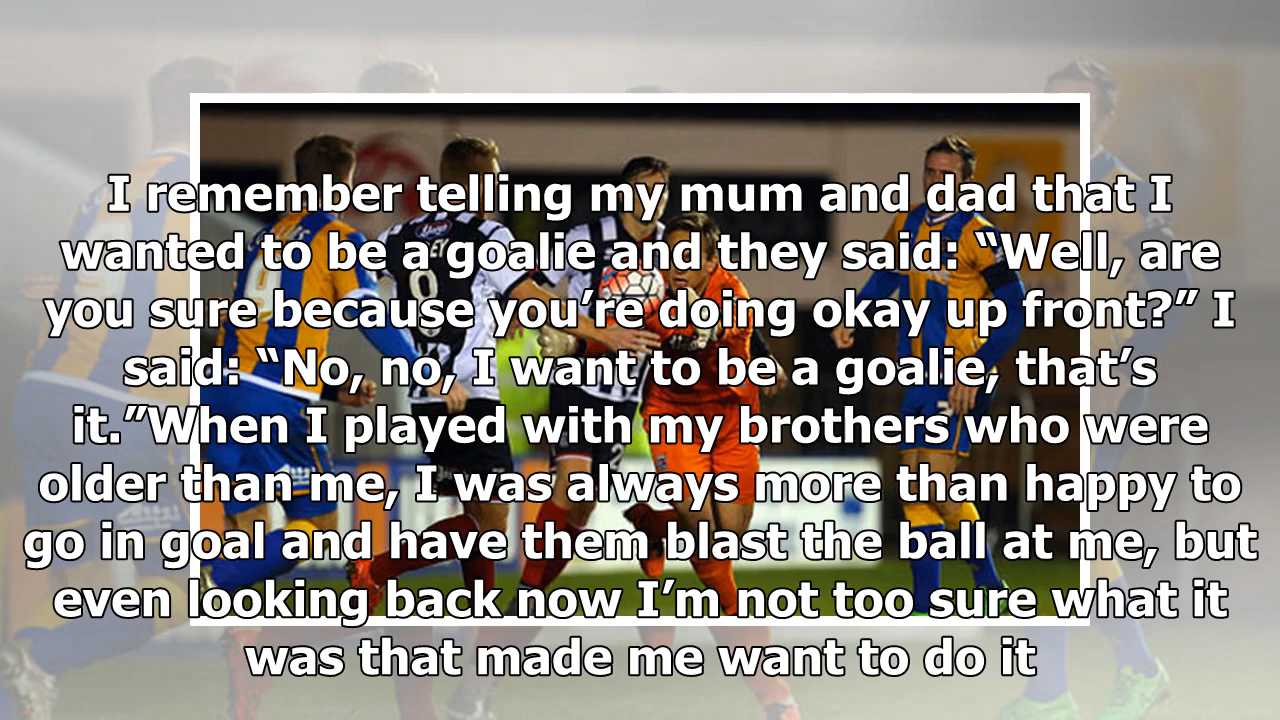 I remember telling my mum and dad that I
wanted to be a goalie and they said: “Well, are
you sure because you’re doing okay up front?” I
said: “No, no, I want to be a goalie, that’s
it.”When I played with my brothers who were
older than me, I was always more than happy to
go in goal and have them blast the ball at me, but
even looking back now I’m not too sure what it
was that made me want to do it